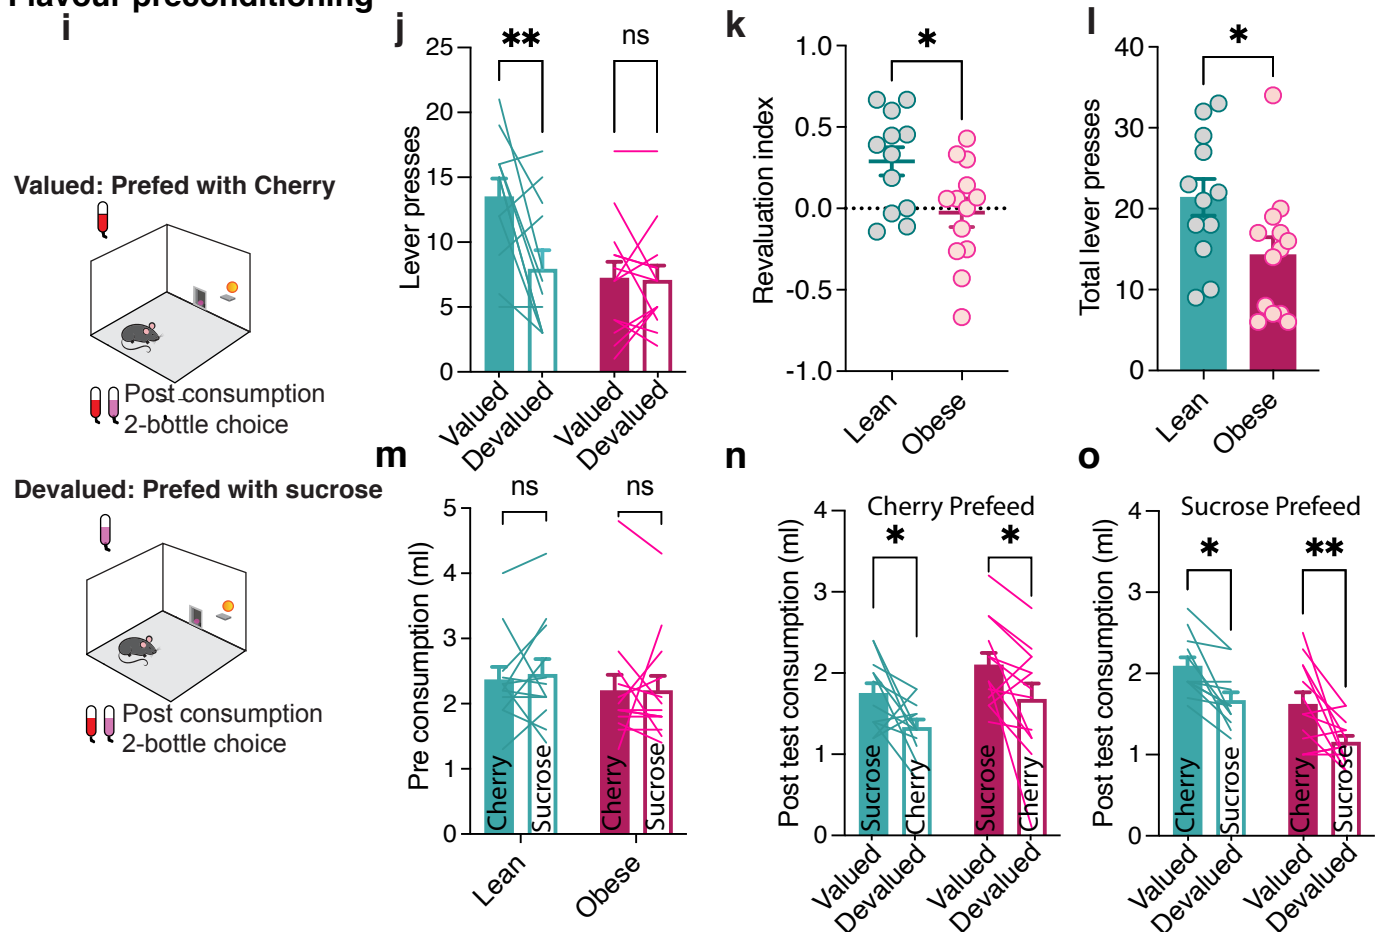 Flavour preconditioning
i
Valued: Prefed with Cherry
Post consumption
2-bottle choice
Devalued: Prefed with sucrose
Post consumption
2-bottle choice
j
Lever presses
25
20
15
10
5
0
**
ns
Valued
Devalued
Valued
Devalued
k
Revaluation index
1.0
0.5
0.0
-0.5
-1.0
*
Lean
Obese
l
Total lever presses
40
30
20
10
0
*
Lean
Obese
m
Pre consumption (ml)
5
4
3
2
1
0
ns
ns
Cherry
Sucrose
Cherry
Sucrose
Lean
Obese
n
Cherry Prefeed
Post test consumption (ml)
4
3
2
1
0
*
*
Sucrose
Cherry
Sucrose
Cherry
Valued
Devalued
Valued
Devalued
o
Sucrose Prefeed
Post test consumption (ml)
4
3
2
1
0
*
**
Cherry
Sucrose
Cherry
Sucrose
Valued
Devalued
Valued
Devalued